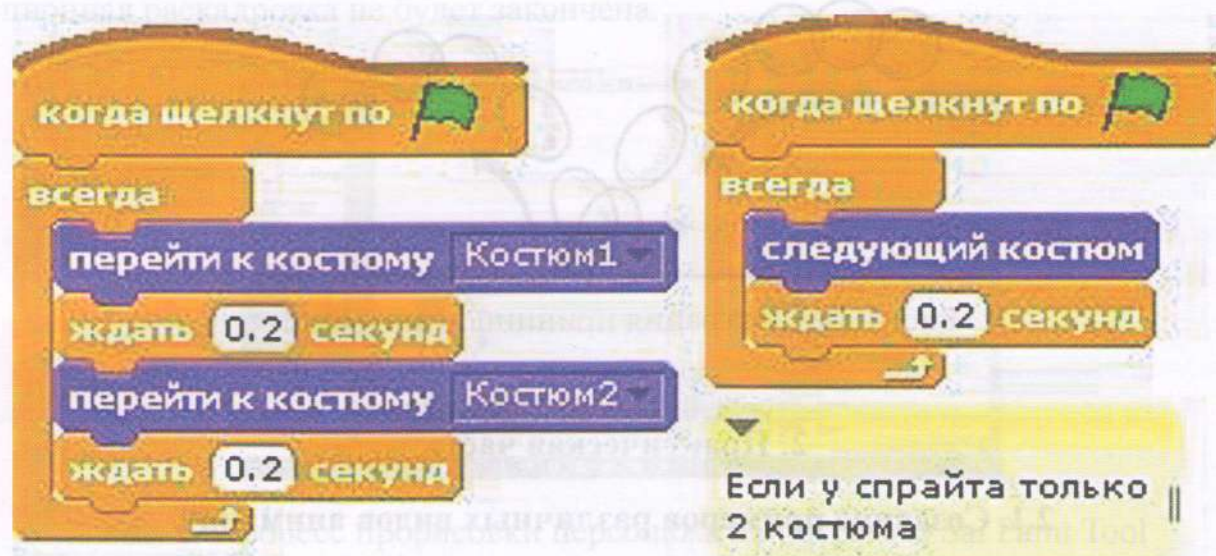 когда щелкнут по
всегда
перейти к костюму Костюм1
ждать 0.2 секунд
перейти к костюму Костюм2
ждать 0.2 секунд
когда щелкнут по
всегда
следующий костюм
ждать 0.2 секунд
Если у спрайта только
2 костюма